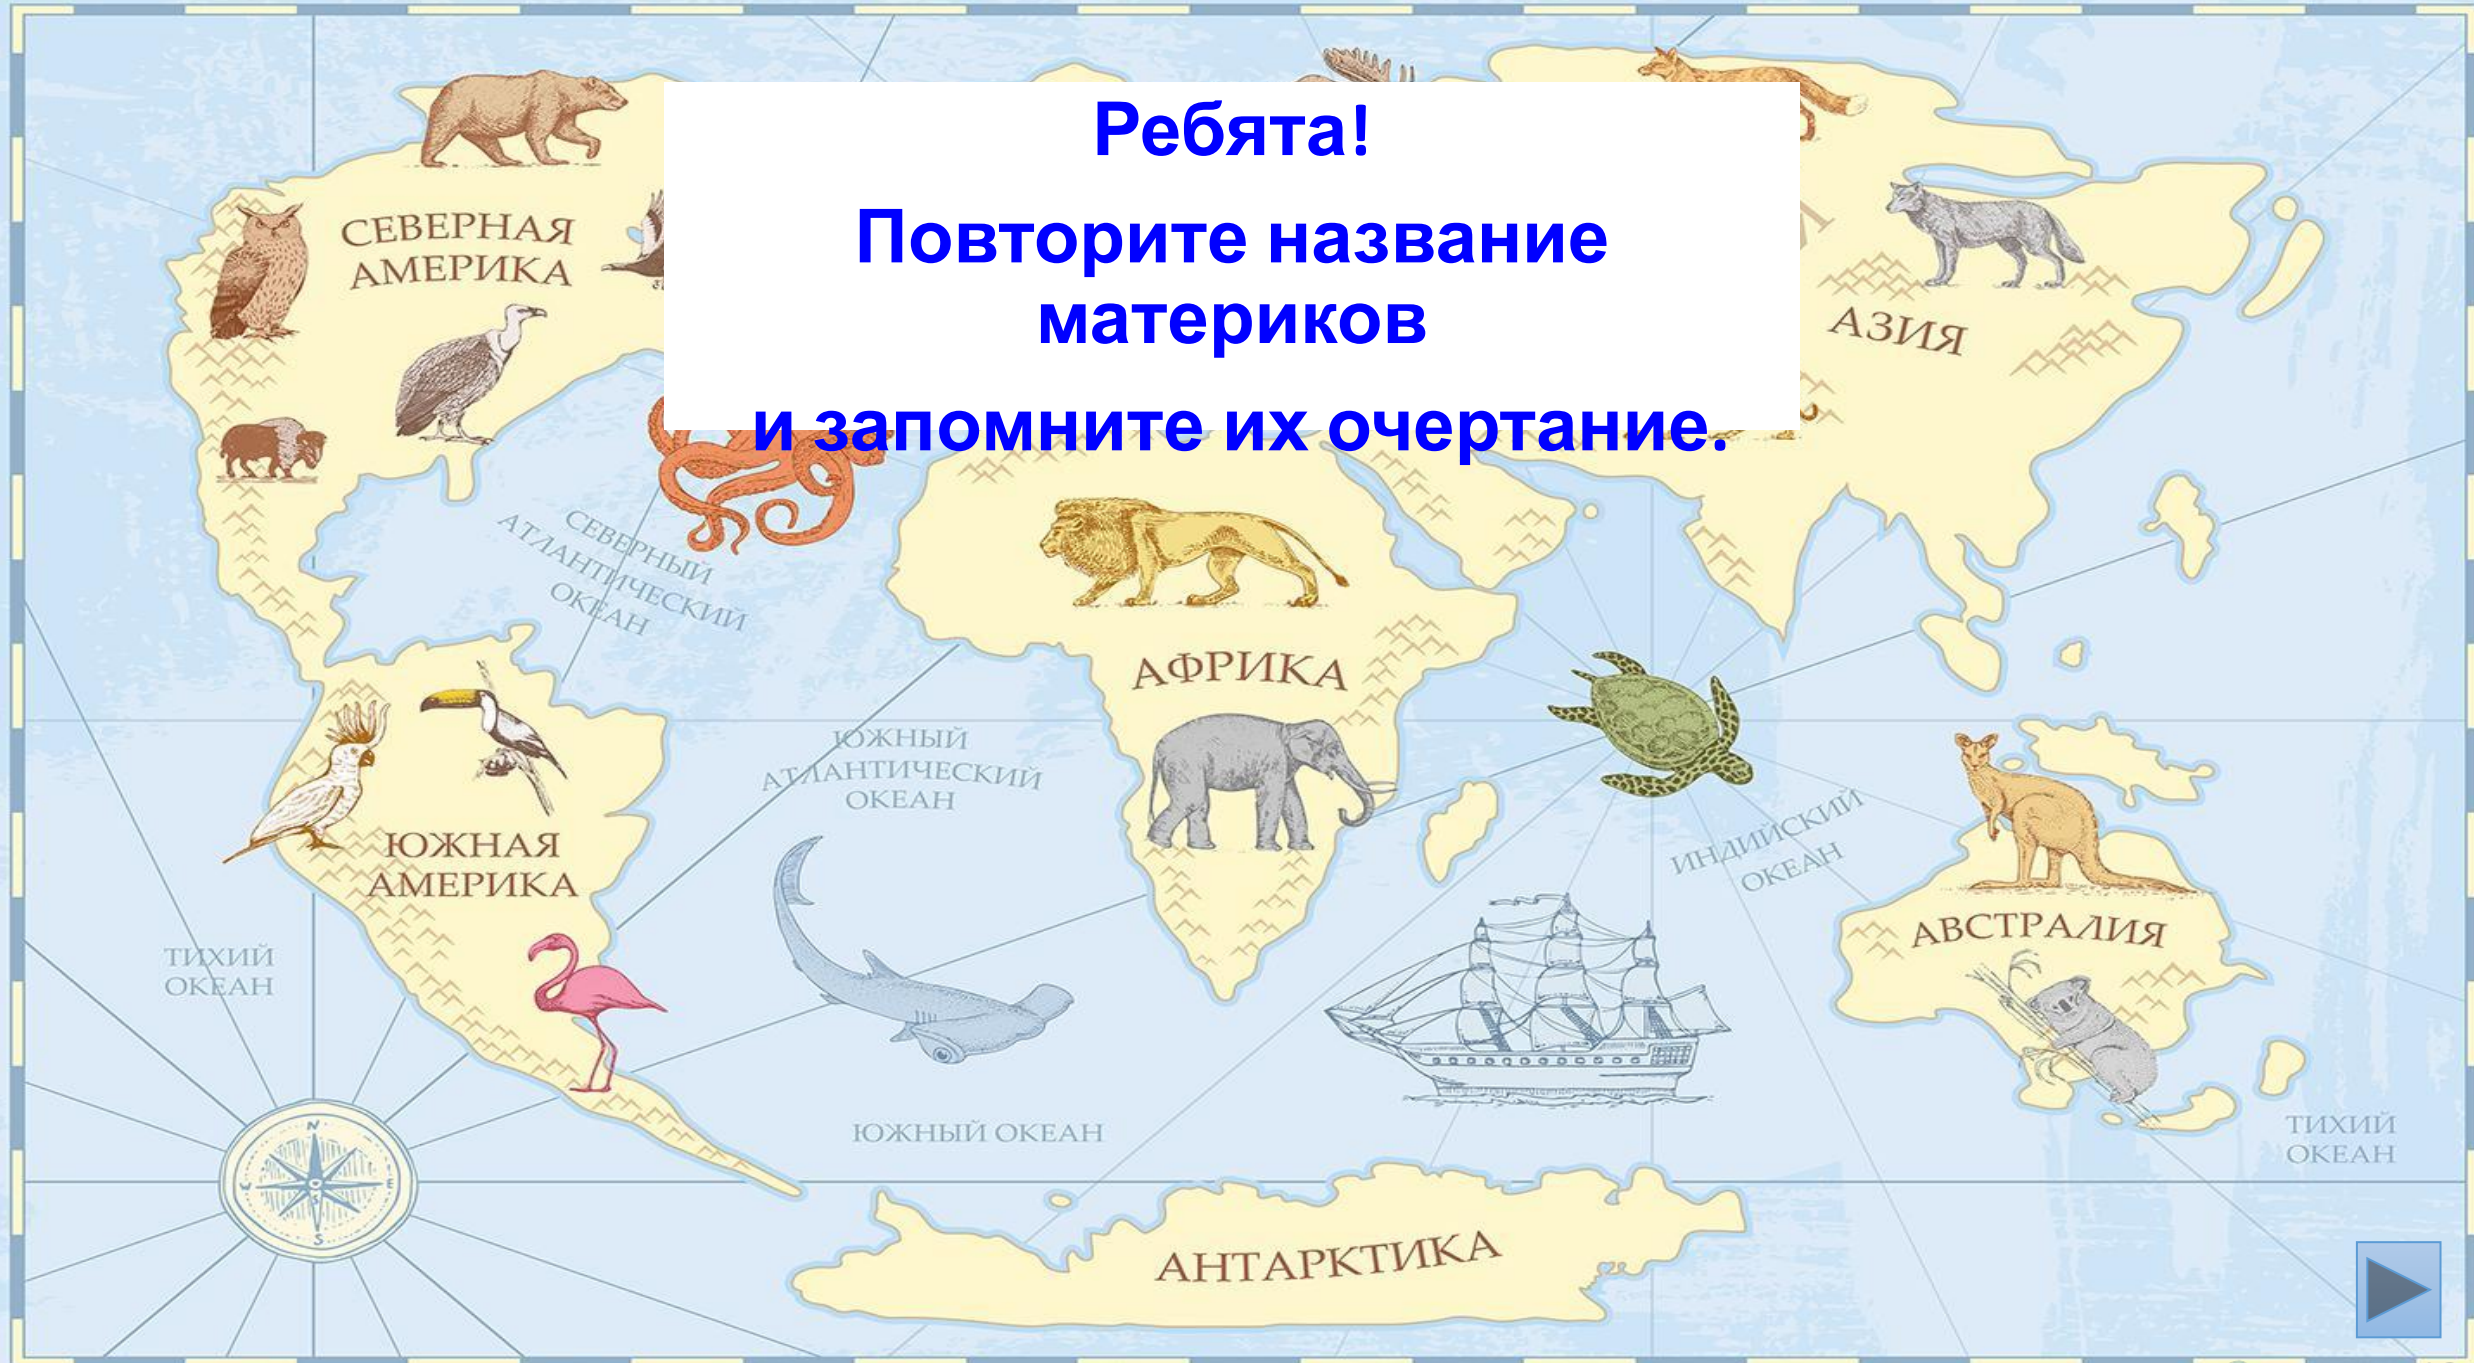 Ребята!
Повторите название
материков
и запомните их очертание.
СЕВЕРНАЯ
АМЕРИКА
АЗИЯ
СЕВЕРНЫЙ
АТЛАНТИЧЕСКИЙ
ОКЕАН
АФРИКА
ЮЖНЫЙ
АТЛАНТИЧЕСКИЙ
ОКЕАН
ИНДИЙСКИЙ
ОКЕАН
ЮЖНАЯ
АМЕРИКА
АВСТРАЛИЯ
ТИХИЙ
ОКЕАН
ЮЖНЫЙ ОКЕАН
ТИХИЙ
ОКЕАН
N
W
E
S
АНТАРКТИКА